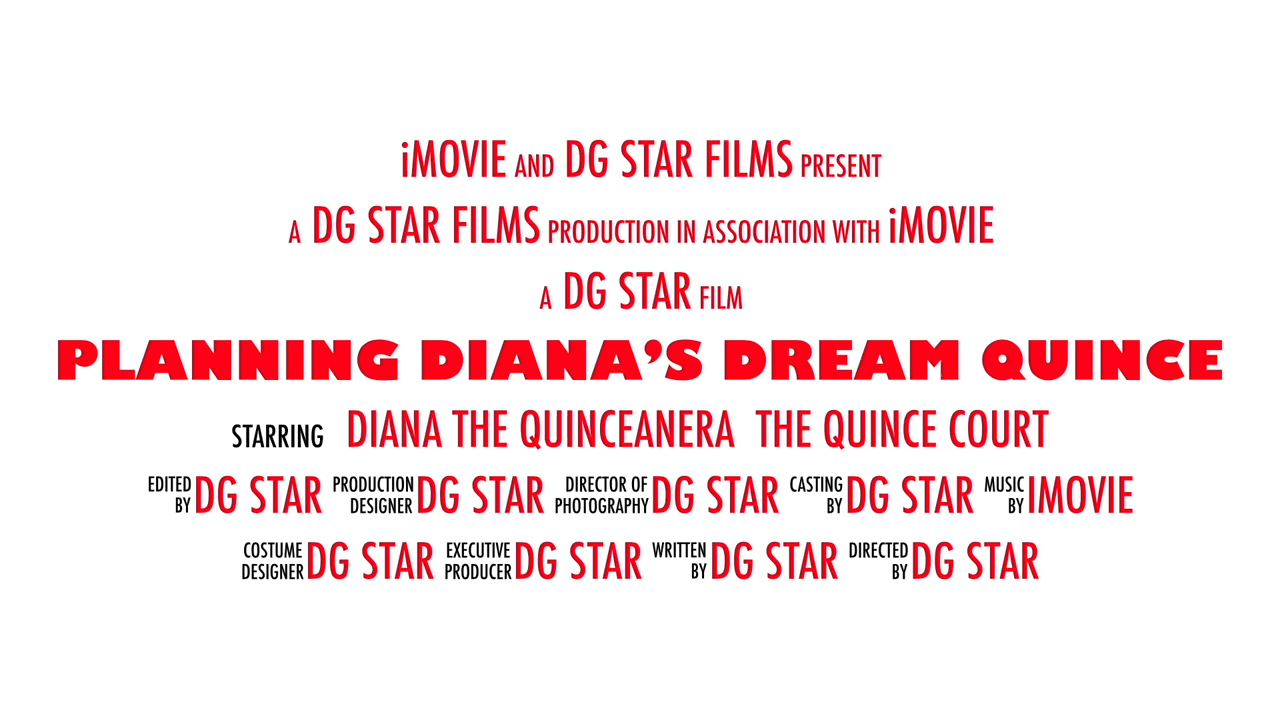 iMOVIE AND DG STAR FILMS PRESENT
A DG STAR FILMS PRODUCTION IN ASSOCIATION WITH iMOVIE
A DG STAR FILM
PLANNING DIANA'S DREAM QUINCE
STARRING DIANA THE QUINCEANERA THE QUINCE COURT
EDITED BY DG STAR PRODUCTION DESIGNER DG STAR DIRECTOR OF PHOTOGRAPHY DG STAR CASTING BY DG STAR MUSIC BY IMOVIE
COSTUME DESIGNER DG STAR EXECUTIVE PRODUCER DG STAR WRITTEN BY DG STAR DIRECTED BY DG STAR